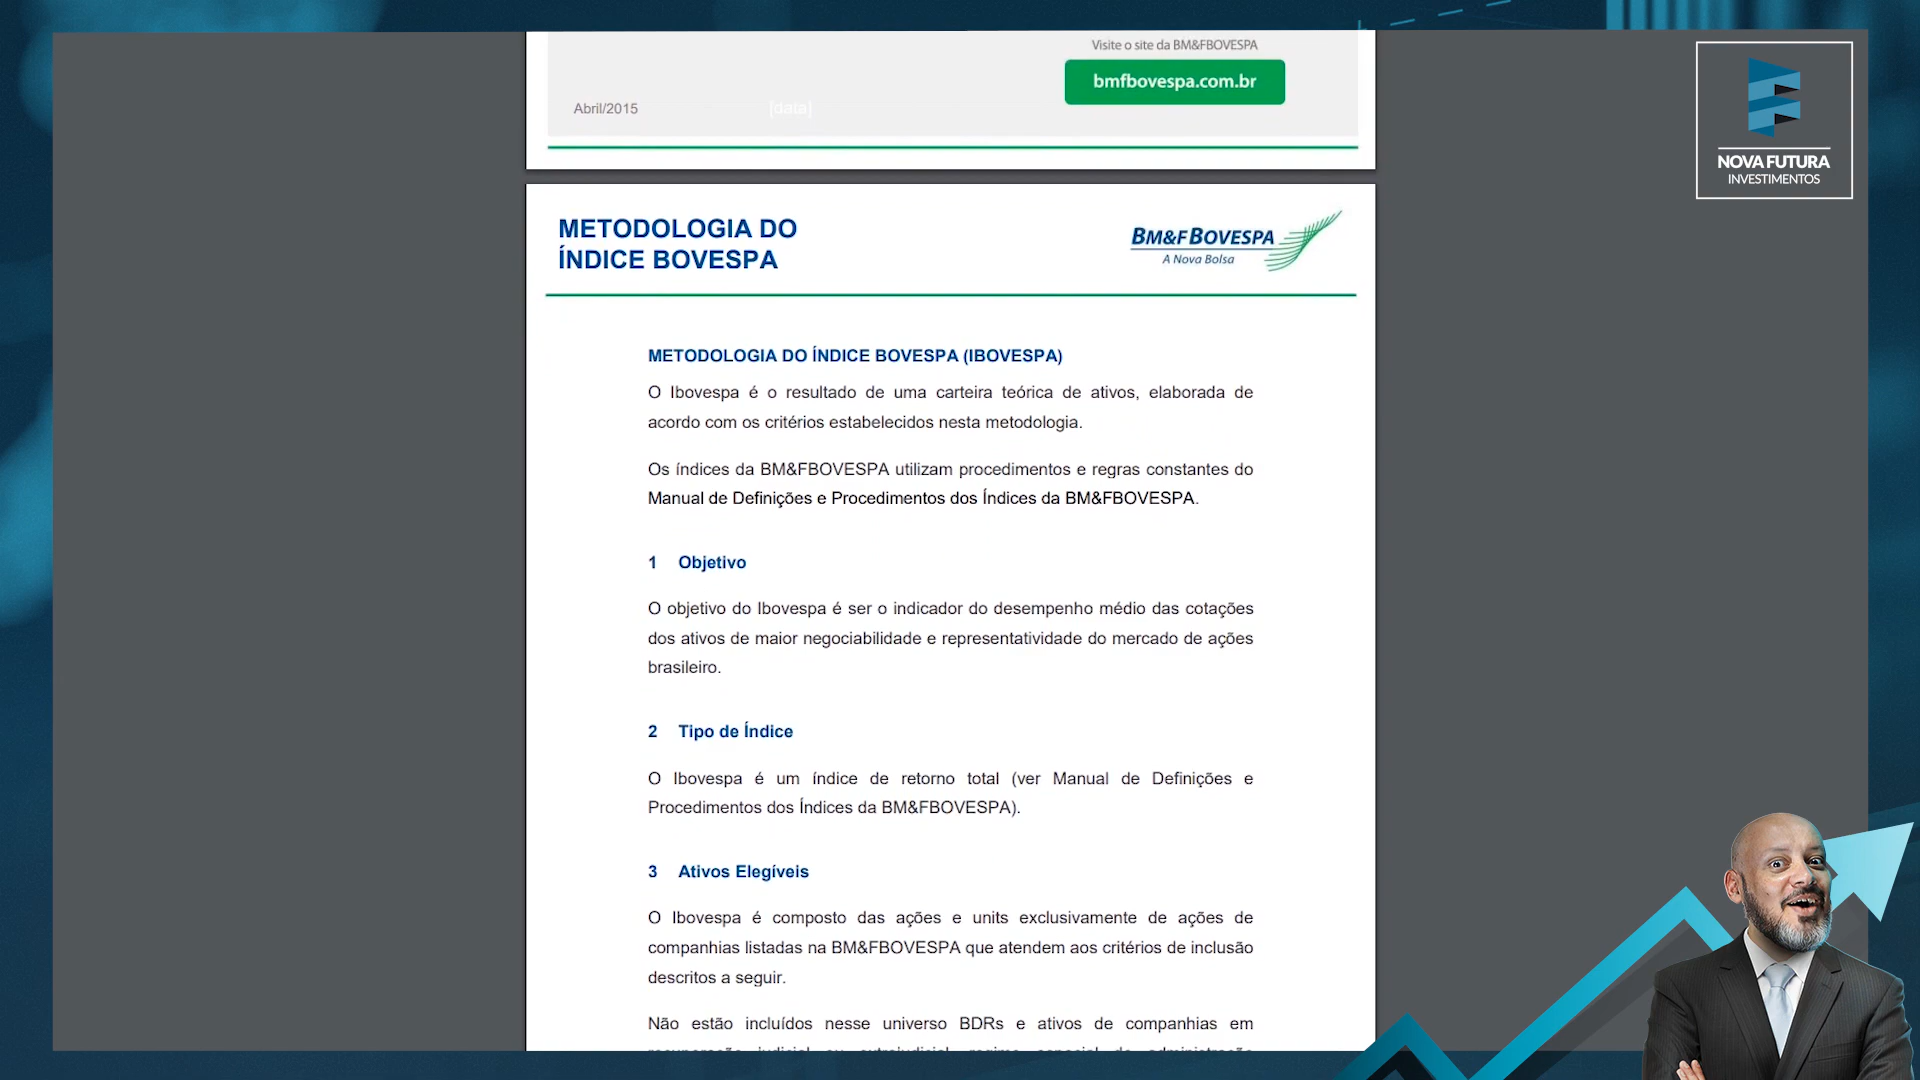 Visite o site da BM&FBOVESPA
bmfbovespa.com.br
Abril/2015
[data]
NOVA FUTURA
INVESTIMENTOS
METODOLOGIA DO
ÍNDICE BOVESPA
BM&FBOVESPA
A Nova Bolsa
METODOLOGIA DO ÍNDICE BOVESPA (IBOVESPA)
O Ibovespa é o resultado de uma carteira teórica de ativos, elaborada de
acordo com os critérios estabelecidos nesta metodologia.
Os índices da BM&FBOVESPA utilizam procedimentos e regras constantes do
Manual de Definições e Procedimentos dos Índices da BM&FBOVESPA.
1 Objetivo
O objetivo do Ibovespa é ser o indicador do desempenho médio das cotações
dos ativos de maior negociabilidade e representatividade do mercado de ações
brasileiro.
2 Tipo de Índice
O Ibovespa é um índice de retorno total (ver Manual de Definições e
Procedimentos dos Índices da BM&FBOVESPA).
3 Ativos Elegíveis
O Ibovespa é composto das ações e units exclusivamente de ações de
companhias listadas na BM&FBOVESPA que atendem aos critérios de inclusão
descritos a seguir.
Não estão incluídos nesse universo BDRs e ativos de companhias em